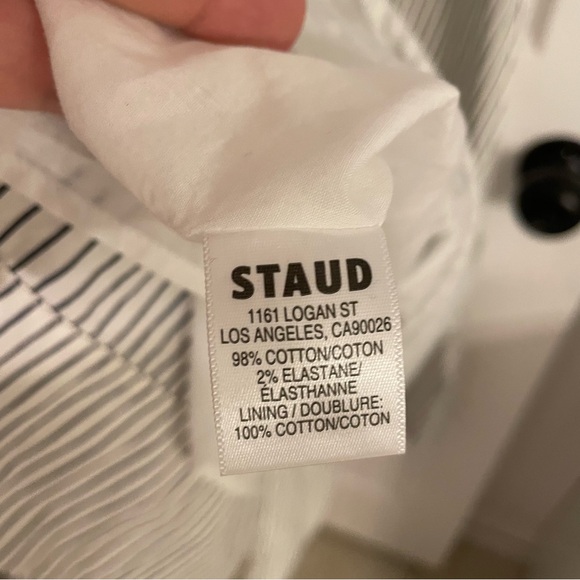 STAUD
1161 LOGAN ST
LOS ANGELES, CA90026
98% COTTON/COTON
2% ELASTANE/
ÉLASTHANNE
LINING / DOUBLURE:
100% COTTON/COTON